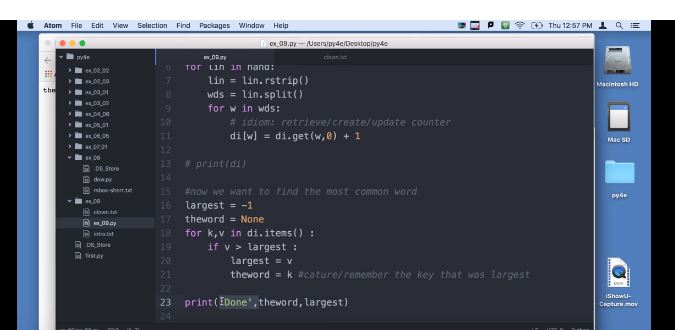 Atom File Edit View Selection Find Packages Window Help
Thu 12:57 PM
ex_09.py — /Users/py4e/Desktop/py4e
py4e
ex_09.py
clown.txt
ex_02_02
ex_02_03
ex_03_01
ex_03_02
ex_04_06
ex_05_01
ex_06_05
ex_07_01
ex_08
.DS_Store
dow.py
mbox-short.txt
ex_09
clown.txt
ex_09.py
intro.txt
.DS_Store
first.py
6 for lin in hand:
7 lin = lin.rstrip()
8 wds = lin.split()
9 for w in wds:
10 # idiom: retrieve/create/update counter
11 di[w] = di.get(w,0) + 1
12
13 # print(di)
14
15 #now we want to find the most common word
16 largest = -1
17 theword = None
18 for k,v in di.items() :
19 if v > largest :
20 largest = v
21 theword = k #cature/remember the key that was largest
22
23 print('Done',theword,largest)
24
the
Macintosh HD
Mac SD
py4e
MOV
iShowU-
Capture.mov